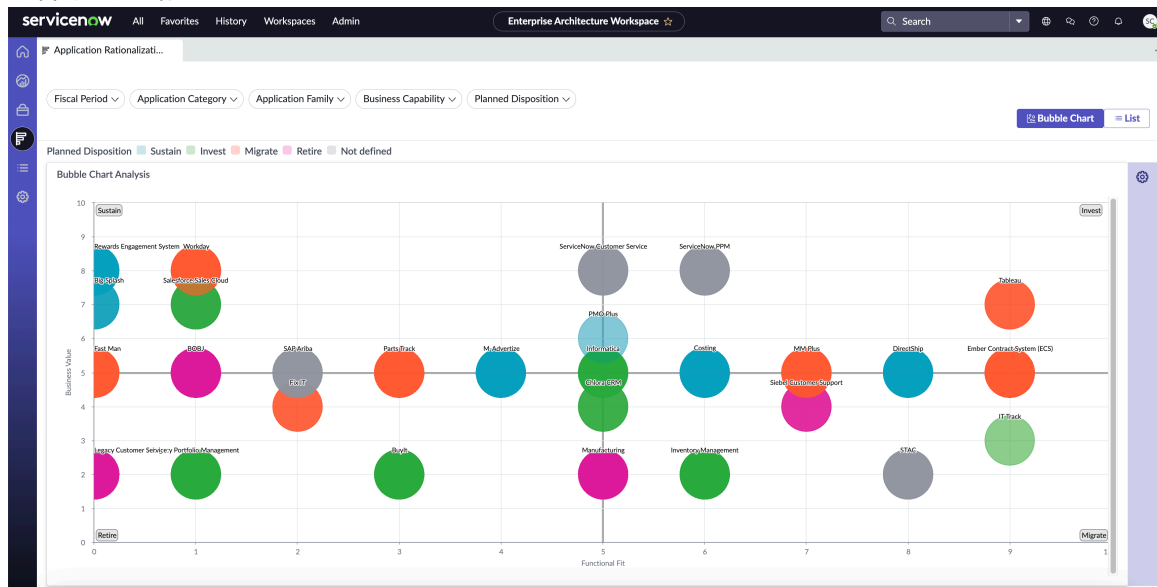 servicenow All Favorites History Workspaces Admin Enterprise Architecture Workspace ☆ Search SC
Application Rationalizati...
Fiscal Period Application Category Application Family Business Capability Planned Disposition
Bubble Chart List
Planned Disposition Sustain Invest Migrate Retire Not defined
Bubble Chart Analysis
10
Sustain Invest
9
Rewards Engagement System Workday ServiceNow Customer Service ServiceNow PPM
8
Big Splash Salesforce Sales Cloud Tableau
7
PMO Plus
6
Fast Man BOBJ SAP Ariba Parts Track M-Advertize Informatica Costing MM-Plus DirectShip Ember Contract System (ECS)
5
Business Value
Fix IT Chlora CRM Siebel Customer Support
4
IT-Track
3
Legacy Customer Service y Portfolio Management BuyIt Manufacturing Inventory Management STAC
2
1
Retire Migrate
0
0 1 2 3 4 5 6 7 8 9 1
Functional Fit